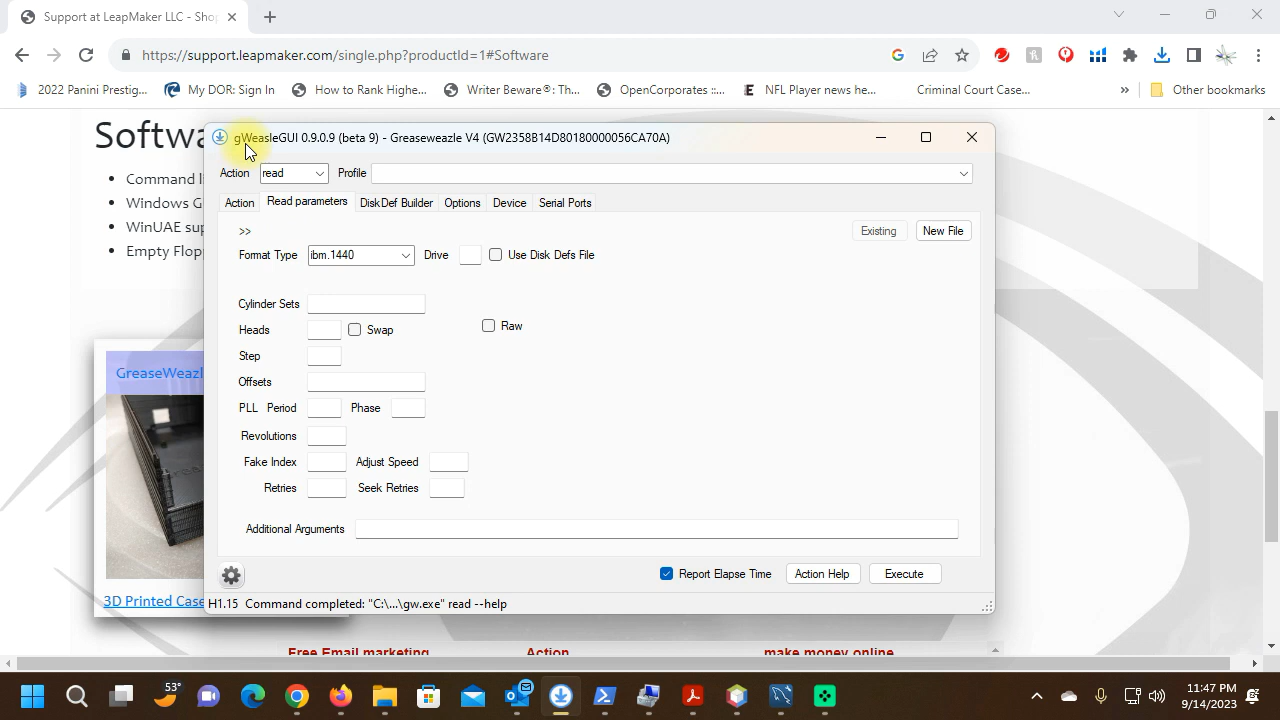 Support at LeapMaker LLC - Shop
https://support.leapmaker.com/single.php?productId=1#Software
2022 Panini Prestig...
My DOR: Sign In
How to Rank Highe...
Writer Beware®: Th...
OpenCorporates ::...
NFL Player news he...
Criminal Court Case...
»
Other bookmarks
Softwa
gWeasleGUI 0.9.0.9 (beta 9) - Greaseweazle V4 (GW2358B14D80180000056CA70A)
Command li
Windows G
WinUAE sup
Empty Flop
Action
read
Profile
Action
Read parameters
DiskDef Builder
Options
Device
Serial Ports
>>
Existing
New File
Format Type
ibm.1440
Drive
Use Disk Defs File
Cylinder Sets
Heads
Swap
Raw
Step
Offsets
PLL Period
Phase
Revolutions
Fake Index
Adjust Speed
Retries
Seek Retries
Additional Arguments
Report Elapse Time
Action Help
Execute
H1.15 Command completed: "C:\...\gw.exe" read --help
GreaseWeazl
3D Printed Case
Free Email marketing
Action
make money online
53°
11:47 PM
9/14/2023